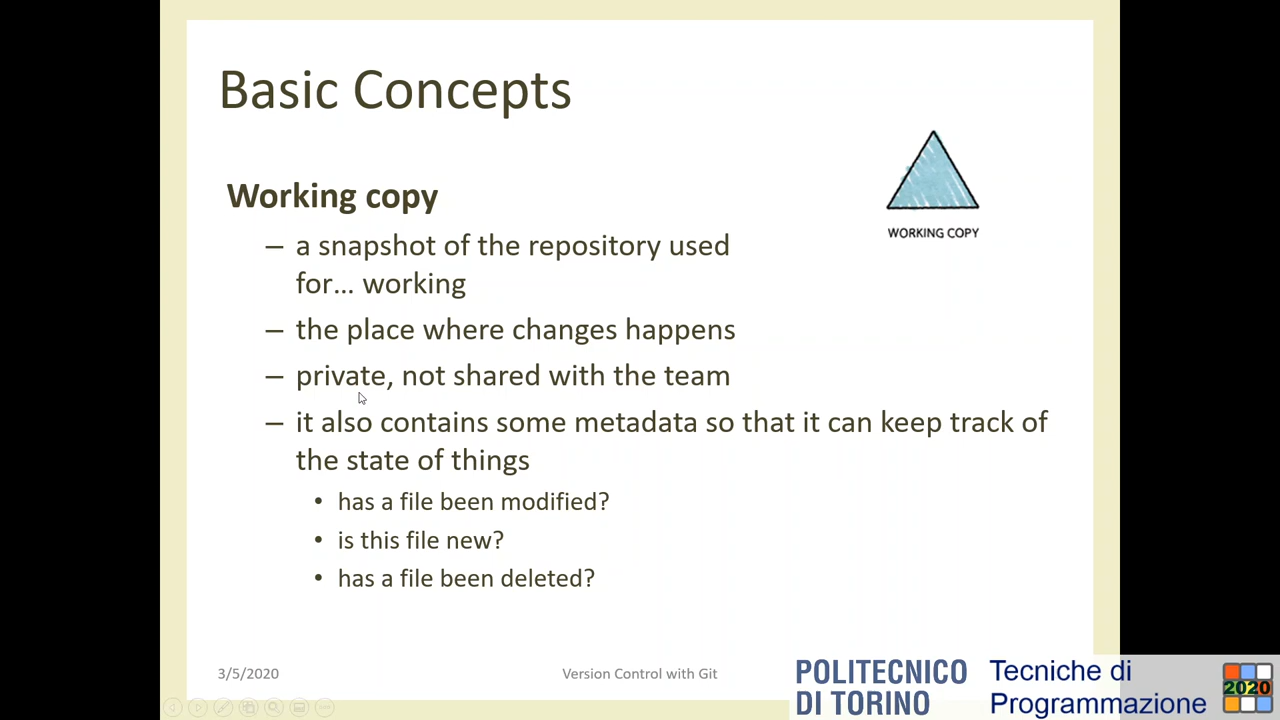 Basic Concepts
WORKING COPY
Working copy
– a snapshot of the repository used
for... working
– the place where changes happens
– private, not shared with the team
– it also contains some metadata so that it can keep track of
the state of things
• has a file been modified?
• is this file new?
• has a file been deleted?
3/5/2020
Version Control with Git
POLITECNICO
DI TORINO
Tecniche di
Programmazione
2020